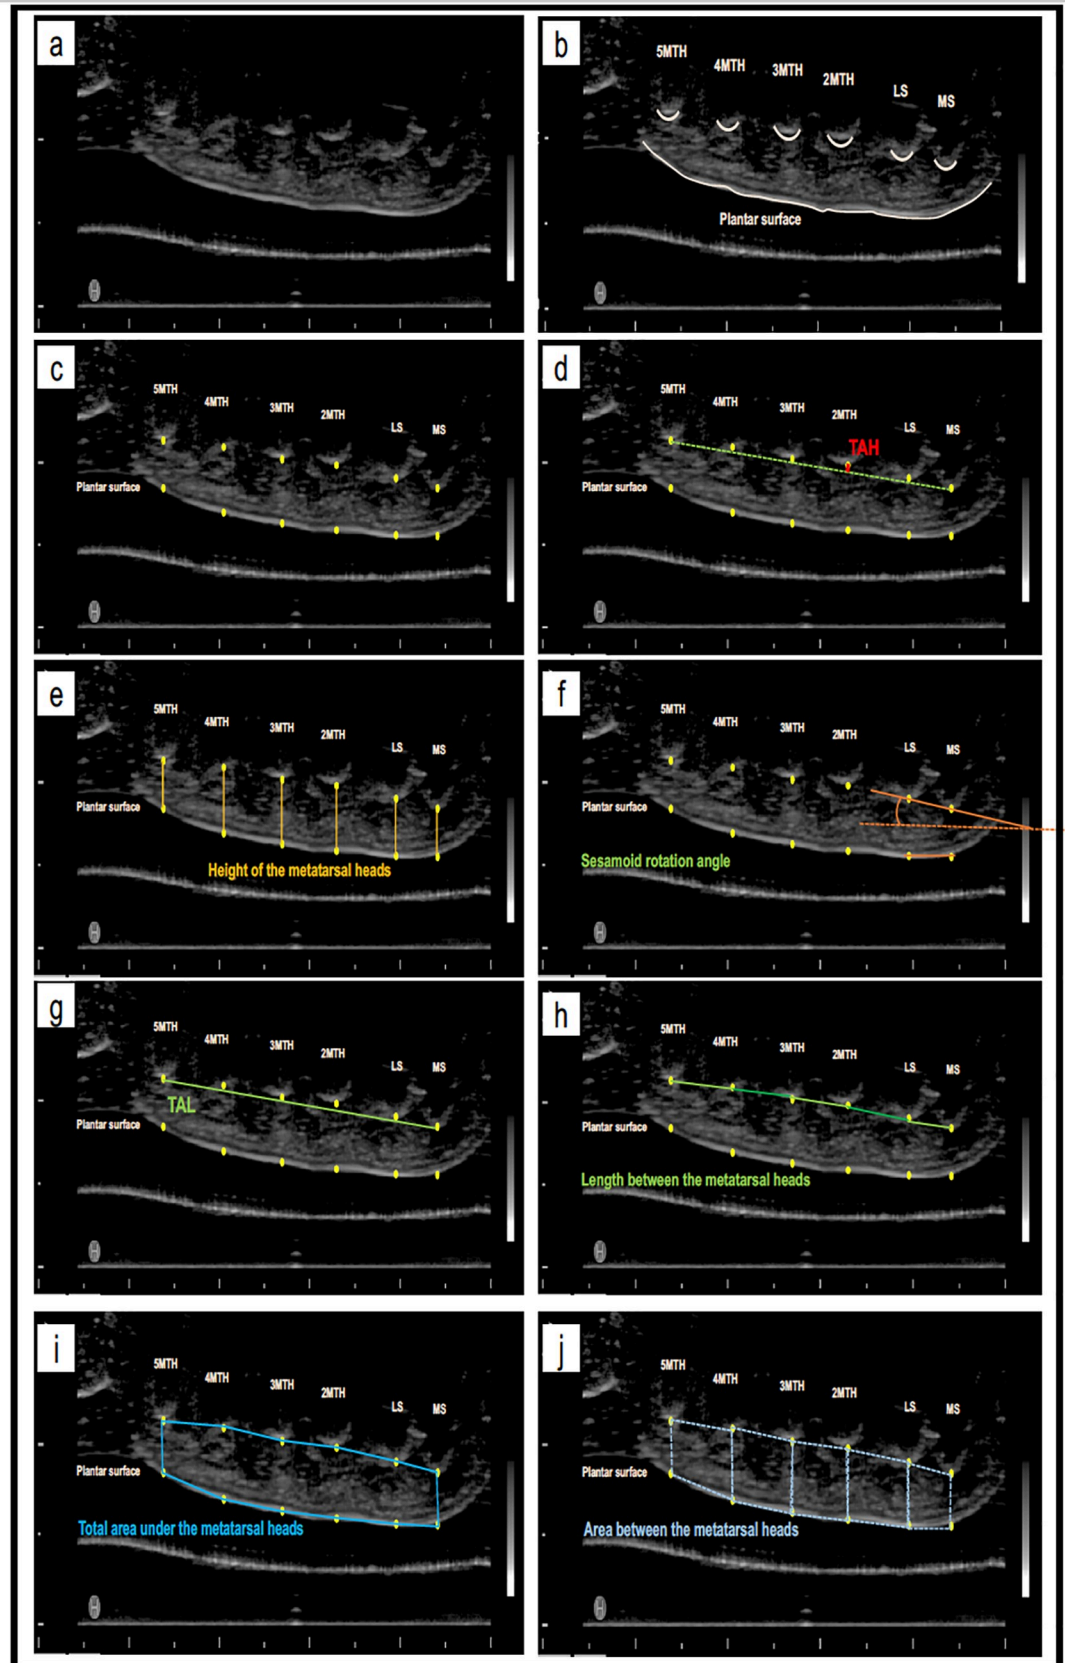 a
b
5MTH
4MTH
3MTH
2MTH
LS
MS
Plantar surface
c
5MTH
4MTH
3MTH
2MTH
LS
MS
Plantar surface
d
5MTH
4MTH
3MTH
2MTH
LS
MS
TAH
Plantar surface
e
5MTH
4MTH
3MTH
2MTH
LS
MS
Plantar surface
Height of the metatarsal heads
f
5MTH
4MTH
3MTH
2MTH
LS
MS
Plantar surface
Sesamoid rotation angle
g
5MTH
4MTH
3MTH
2MTH
LS
MS
TAL
Plantar surface
h
5MTH
4MTH
3MTH
2MTH
LS
MS
Plantar surface
Length between the metatarsal heads
i
5MTH
4MTH
3MTH
2MTH
LS
MS
Plantar surface
Total area under the metatarsal heads
j
5MTH
4MTH
3MTH
2MTH
LS
MS
Plantar surface
Area between the metatarsal heads